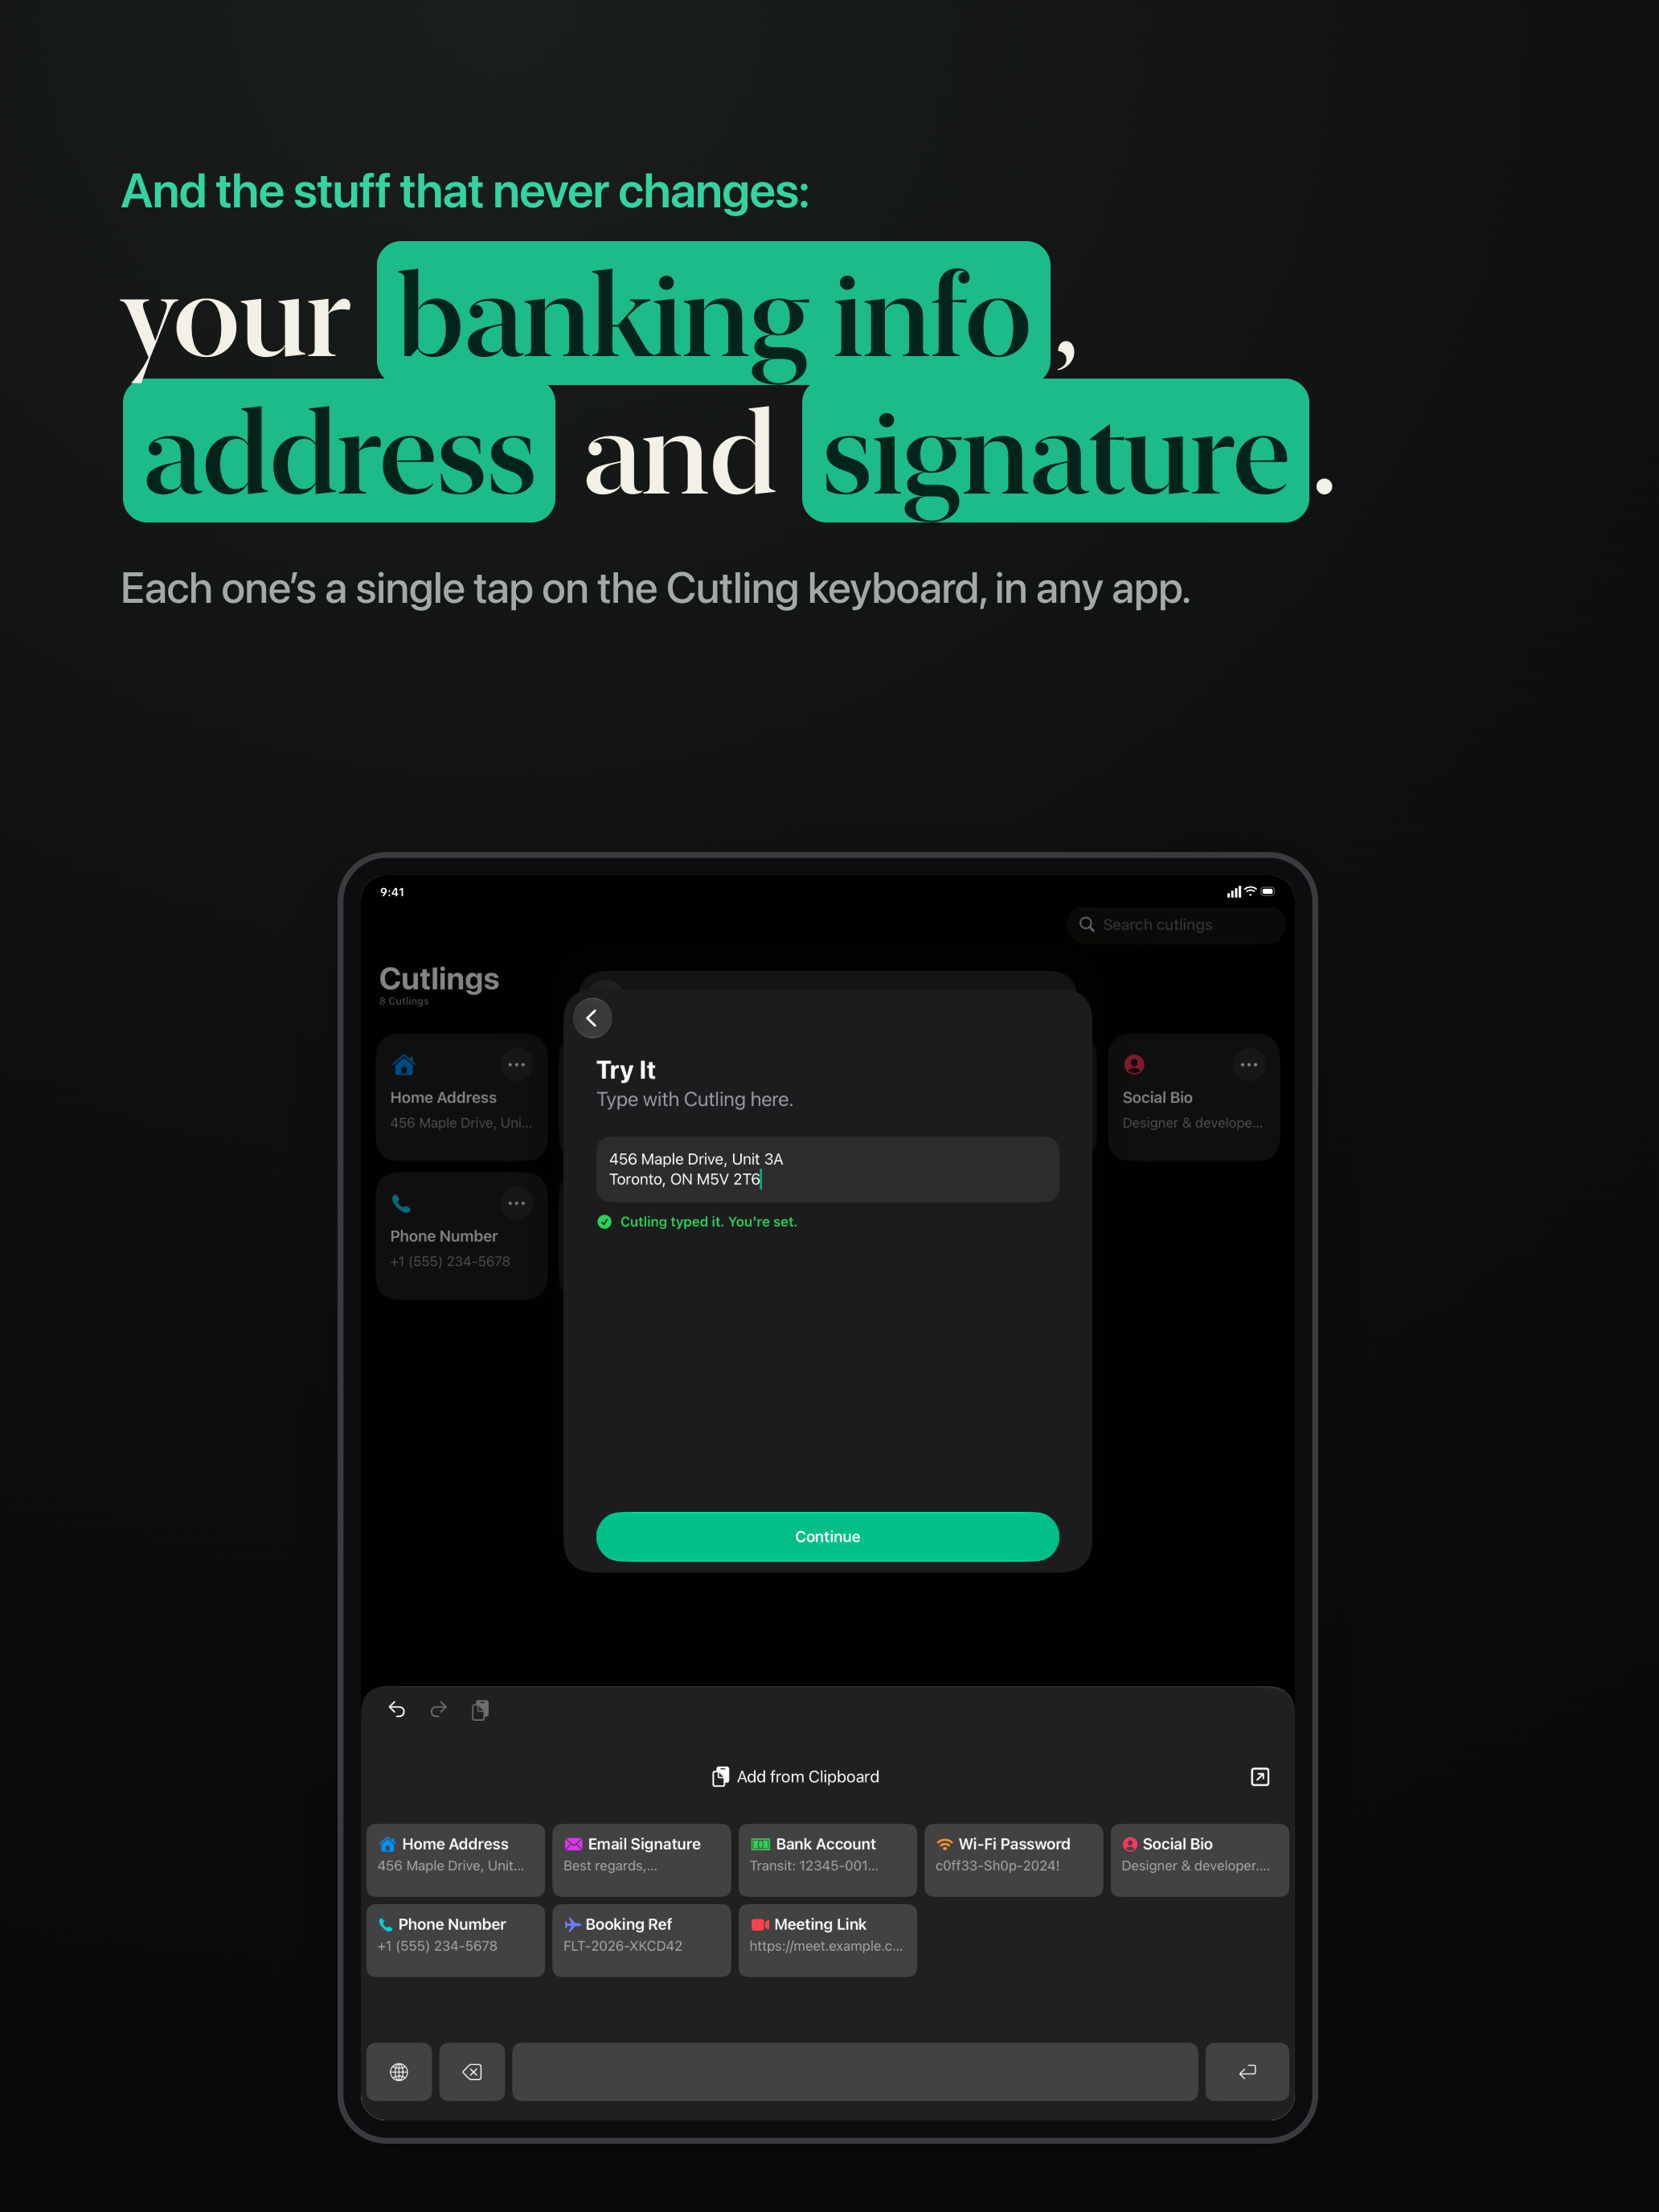 And the stuff that never changes:
your banking info,
address and signature.
Each one’s a single tap on the Cutling keyboard, in any app.
9:41
Search cutlings
Cutlings
8 Cutlings
Home Address
456 Maple Drive, Uni...
Phone Number
+1 (555) 234-5678
Try It
Type with Cutling here.
456 Maple Drive, Unit 3A
Toronto, ON M5V 2T6
Cutling typed it. You're set.
Continue
Social Bio
Designer & develope...
Add from Clipboard
Home Address
456 Maple Drive, Unit...
Email Signature
Best regards,...
Bank Account
Transit: 12345-001...
Wi-Fi Password
c0ff33-Sh0p-2024!
Social Bio
Designer & developer....
Phone Number
+1 (555) 234-5678
Booking Ref
FLT-2026-XKCD42
Meeting Link
https://meet.example.c...